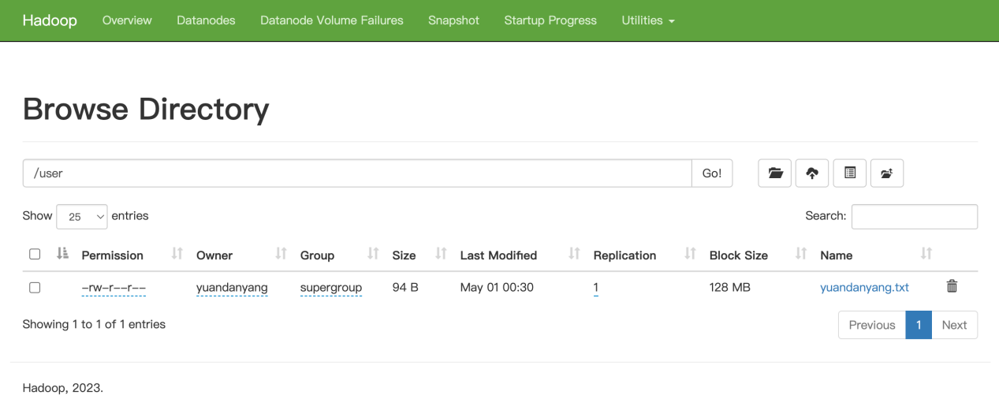 Hadoop Overview Datanodes Datanode Volume Failures Snapshot Startup Progress Utilities
Browse Directory
/user Go!
Show 25 entries Search:
Permission Owner Group Size Last Modified Replication Block Size Name
-rw-r--r-- yuandanyang supergroup 94 B May 01 00:30 1 128 MB yuandanyang.txt
Showing 1 to 1 of 1 entries Previous 1 Next
Hadoop, 2023.